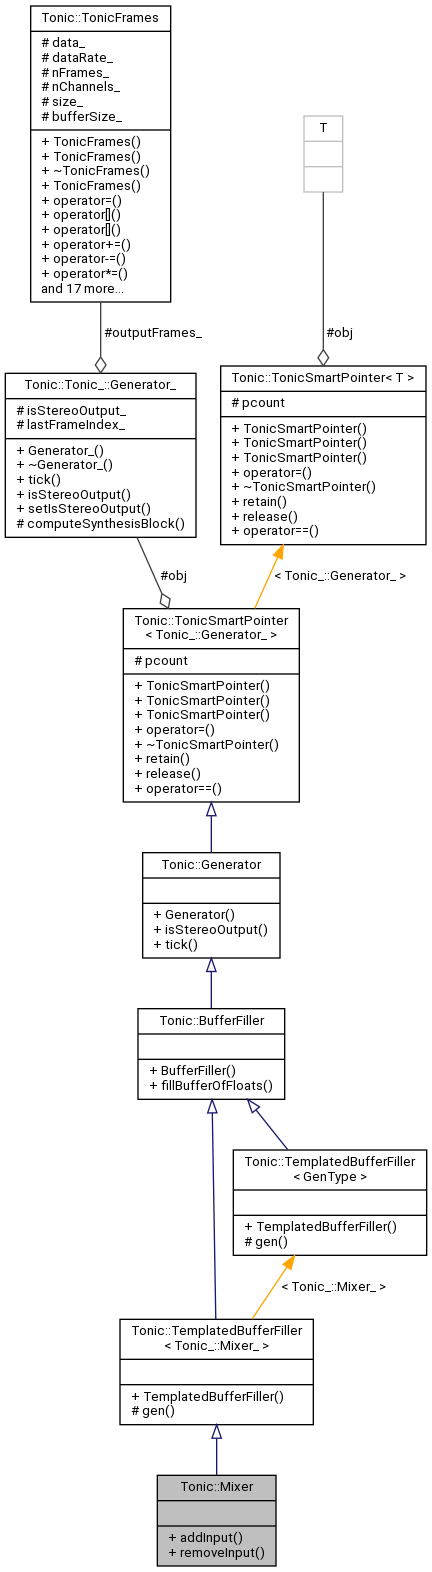 Tonic::TonicFrames
# data_
# dataRate_
# nFrames_
# nChannels_
# size_
# bufferSize_
+ TonicFrames()
+ TonicFrames()
+ ~TonicFrames()
+ TonicFrames()
+ operator=()
+ operator[]()
+ operator[]()
+ operator+=()
+ operator-=()
+ operator*=()
and 17 more...
T
#outputFrames_
#obj
Tonic::Tonic_::Generator_
# isStereoOutput_
# lastFrameIndex_
+ Generator_()
+ ~Generator_()
+ tick()
+ isStereoOutput()
+ setIsStereoOutput()
# computeSynthesisBlock()
Tonic::TonicSmartPointer< T >
# pcount
+ TonicSmartPointer()
+ TonicSmartPointer()
+ TonicSmartPointer()
+ operator=()
+ ~TonicSmartPointer()
+ retain()
+ release()
+ operator==()
#obj
< Tonic_::Generator_ >
Tonic::TonicSmartPointer
< Tonic_::Generator_ >
# pcount
+ TonicSmartPointer()
+ TonicSmartPointer()
+ TonicSmartPointer()
+ operator=()
+ ~TonicSmartPointer()
+ retain()
+ release()
+ operator==()
Tonic::Generator
+ Generator()
+ isStereoOutput()
+ tick()
Tonic::BufferFiller
+ BufferFiller()
+ fillBufferOfFloats()
Tonic::TemplatedBufferFiller
< GenType >
+ TemplatedBufferFiller()
# gen()
< Tonic_::Mixer_ >
Tonic::TemplatedBufferFiller
< Tonic_::Mixer_ >
+ TemplatedBufferFiller()
# gen()
Tonic::Mixer
+ addInput()
+ removeInput()